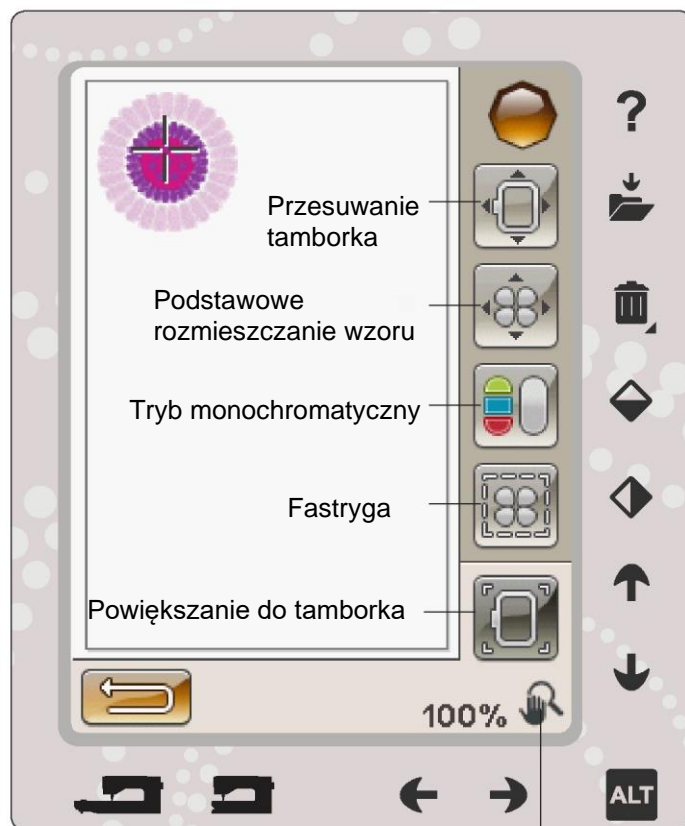 ?
Przesuwanie
tamborka
Podstawowe
rozmieszczanie wzoru
Tryb monochromatyczny
Fastryga
Powiększanie do tamborka
100%
ALT